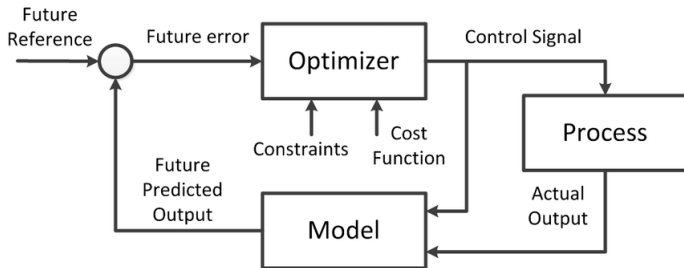 Future
Reference
Future error
Optimizer
Control Signal
Constraints
Cost
Function
Process
Future
Predicted
Output
Model
Actual
Output